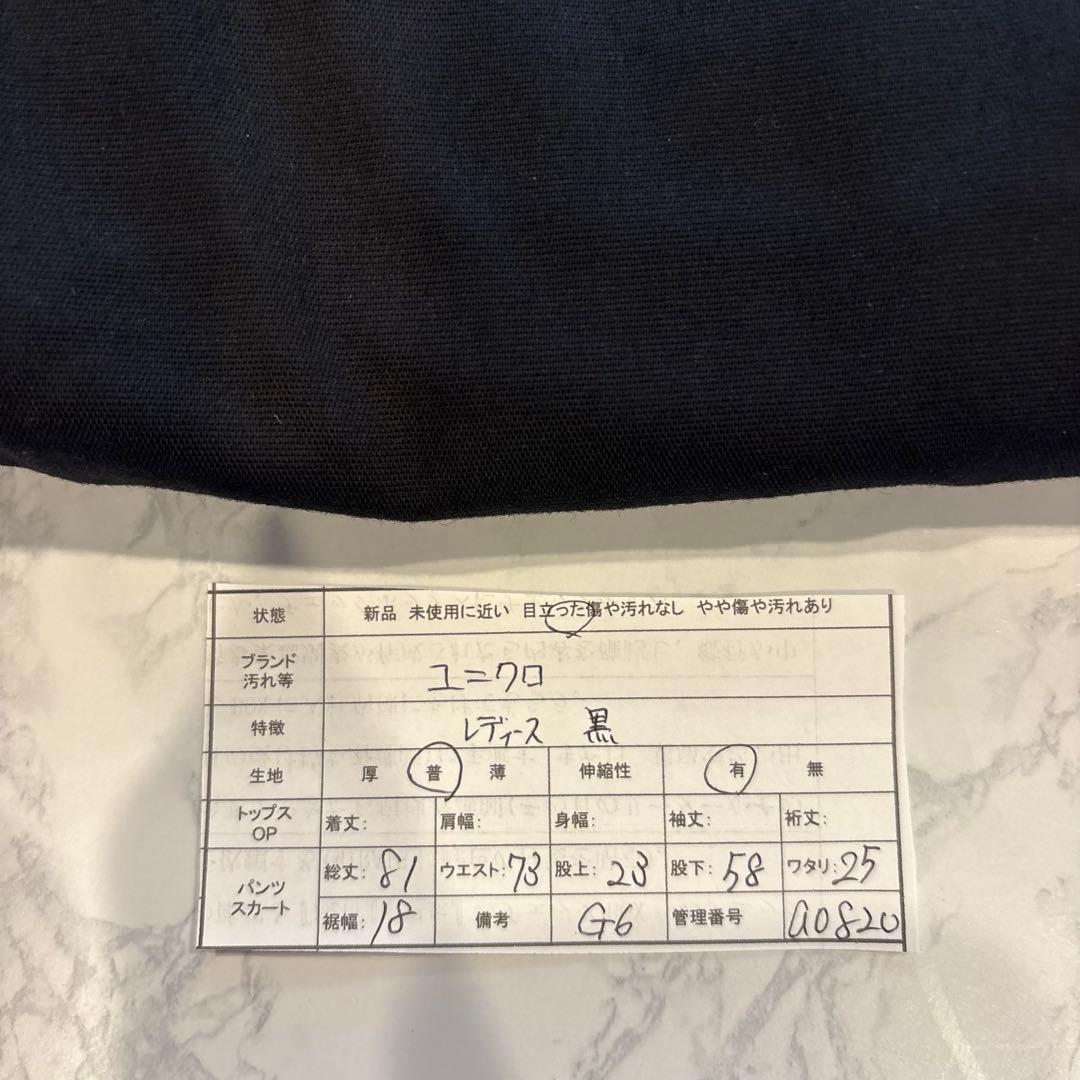 状態 新品 未使用に近い 目立った傷や汚れなし やや傷や汚れあり
ブランド
汚れ等 ユニクロ
特徴 レディース 黒
生地 厚 普 薄 伸縮性 有 無
トップス
OP 着丈: 肩幅: 身幅: 袖丈: 裄丈:
パンツ
スカート 総丈: 81 ウエスト: 73 股上: 23 股下: 58 ワタリ: 25
裾幅: 18 備考 G6 管理番号 a0820